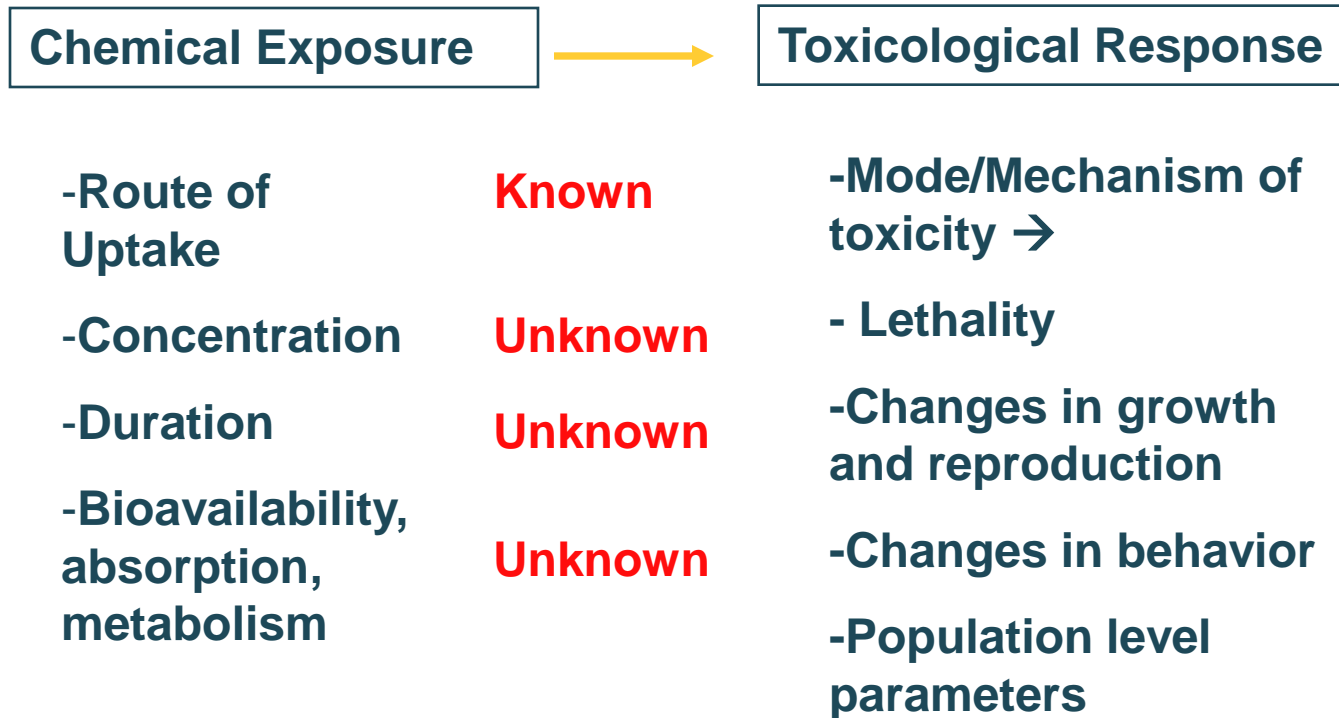 Chemical Exposure
Toxicological Response
-Route of
Uptake
Known
-Concentration
Unknown
-Duration
Unknown
-Bioavailability,
absorption,
metabolism
Unknown
-Mode/Mechanism of
toxicity →
- Lethality
-Changes in growth
and reproduction
-Changes in behavior
-Population level
parameters